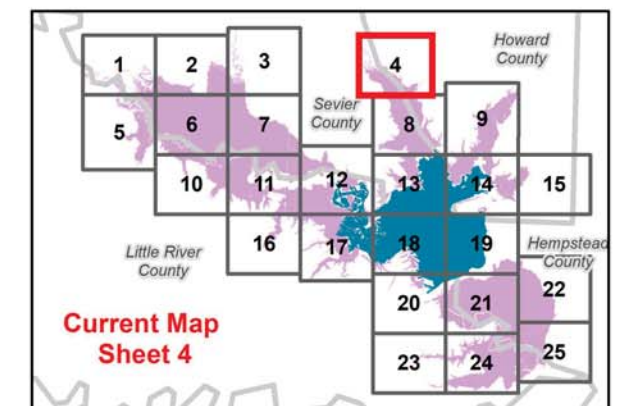 Howard
County
1 2 3 4
Sevier
County
5 6 7 8 9
10 11 12 13 14 15
Little River
County
16 17 18 19
Hempstead
County
20 21 22
Current Map
Sheet 4
23 24 25